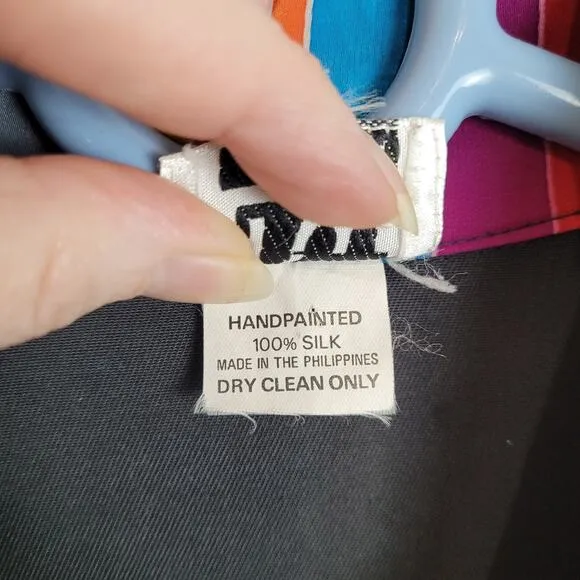 HANDPAINTED
100% SILK
MADE IN THE PHILIPPINES
DRY CLEAN ONLY